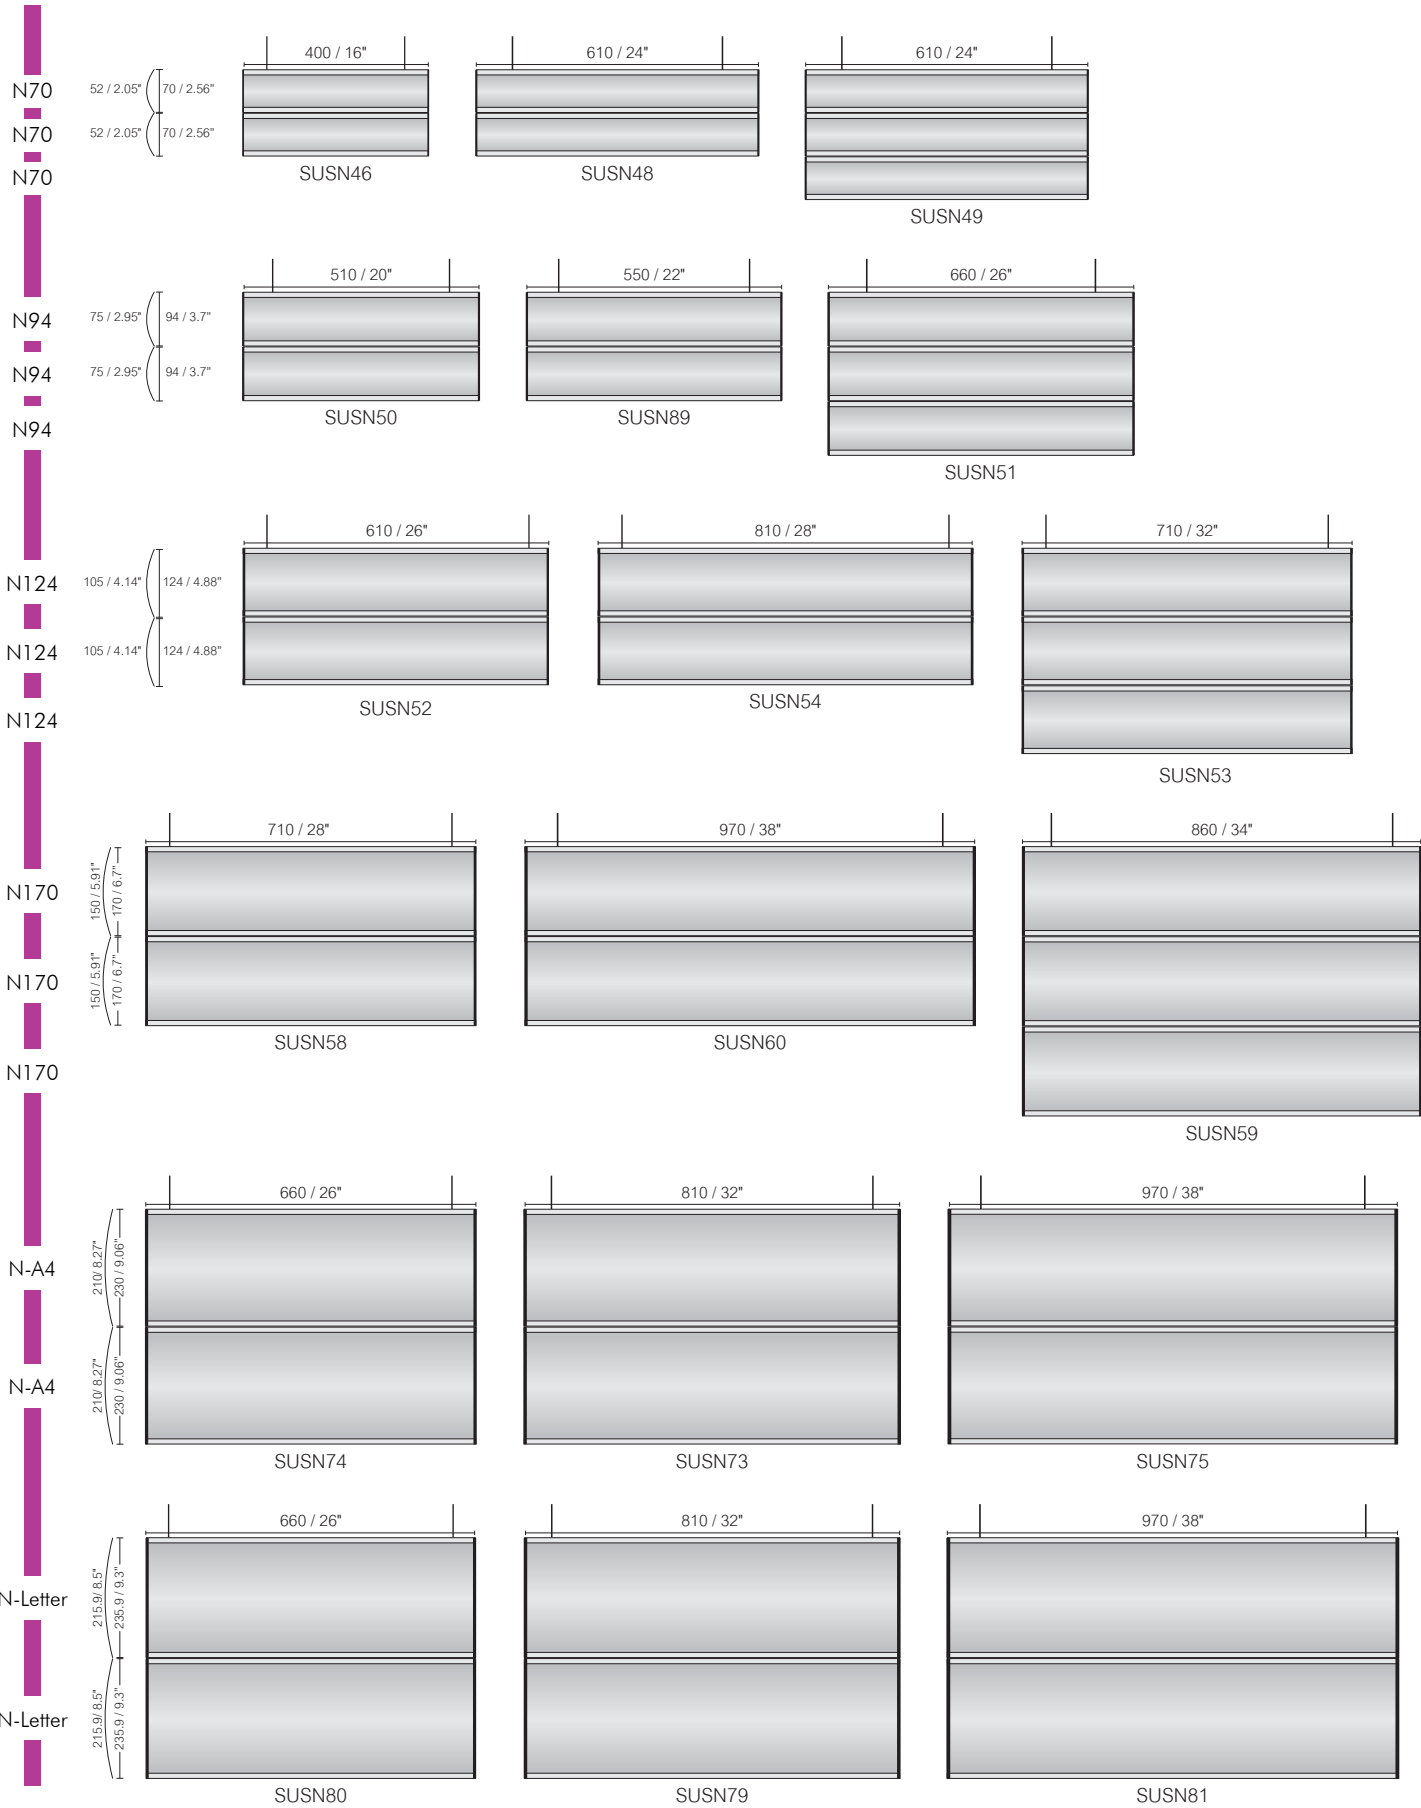 400 / 16"
610 / 24"
610 / 24"
N70
52 / 2.05"
70 / 2.56"
N70
52 / 2.05"
70 / 2.56"
N70
SUSN46
SUSN48
SUSN49
510 / 20"
550 / 22"
660 / 26"
N94
75 / 2.95"
94 / 3.7"
N94
75 / 2.95"
94 / 3.7"
N94
SUSN50
SUSN89
SUSN51
610 / 26"
810 / 28"
710 / 32"
N124
105 / 4.14"
124 / 4.88"
N124
105 / 4.14"
124 / 4.88"
N124
SUSN52
SUSN54
SUSN53
710 / 28"
970 / 38"
860 / 34"
N170
150 / 5.91"
170 / 6.7"
N170
150 / 5.91"
170 / 6.7"
N170
SUSN58
SUSN60
SUSN59
660 / 26"
810 / 32"
970 / 38"
N-A4
210/ 8.27"
230 / 9.06"
N-A4
210/ 8.27"
230 / 9.06"
SUSN74
SUSN73
SUSN75
660 / 26"
810 / 32"
970 / 38"
N-Letter
215.9/ 8.5"
235.9 / 9.3"
N-Letter
215.9/ 8.5"
235.9 / 9.3"
SUSN80
SUSN79
SUSN81